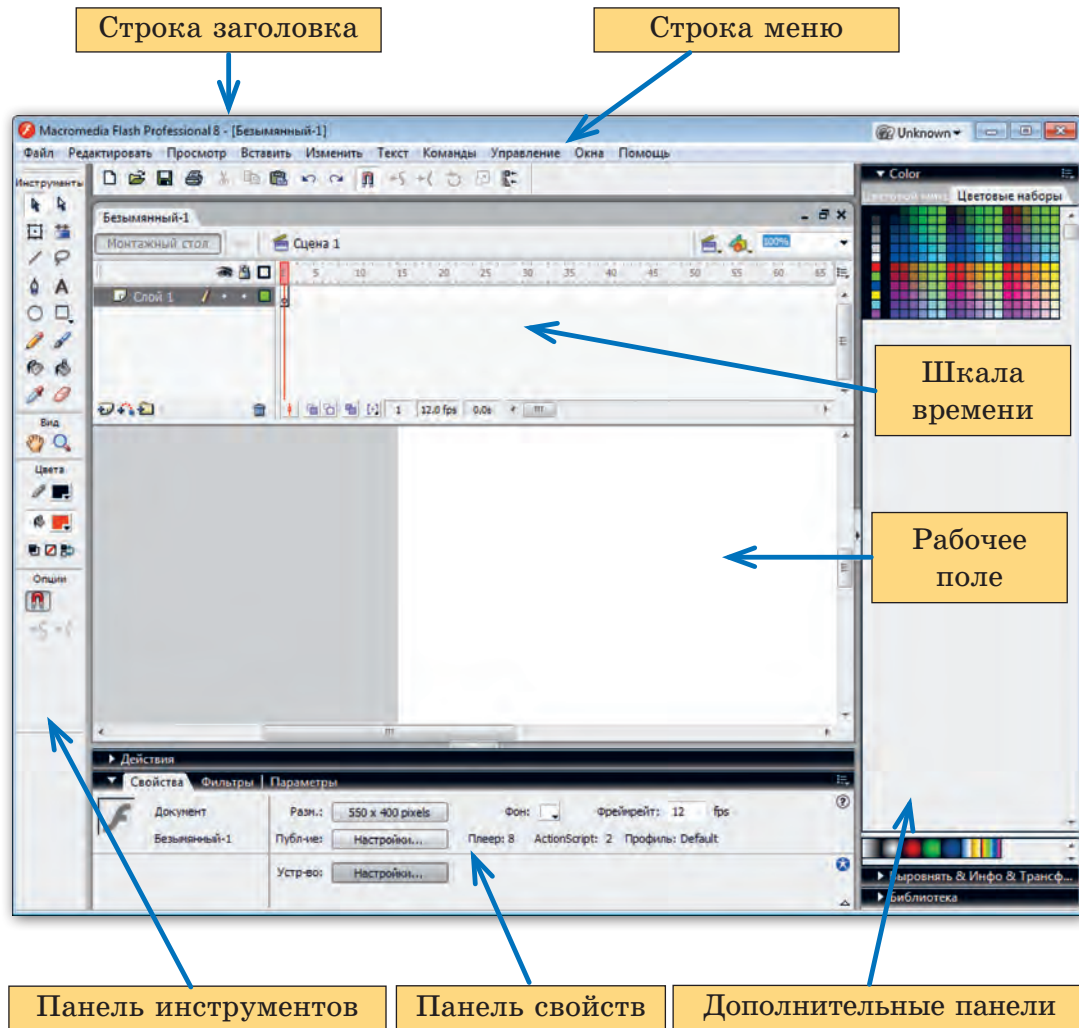 Строка заголовка
Строка меню
Macromedia Flash Professional 8 - [Безымянный-1]
Unknown
Файл Редактировать Просмотр Вставить Изменить Текст Команды Управление Окна Помощь
Инструменты
Color
Цветовые наборы
Безымянный-1
Монтажный стол
Сцена 1
100%
5 10 15 20 25 30 35 40 45 50 55 60 65
Слой 1
Шкала
времени
1 12.0 fps 0.0s
Вид
Цвета
Рабочее
поле
Опции
Действия
Свойства Фильтры Параметры
Документ
Разм.: 550 x 400 pixels Фон: Фреймрейт: 12 fps
Безымянный-1
Публ-ие: Настройки... Плеер: 8 ActionScript: 2 Профиль: Default
Устр-во: Настройки...
Выровнять & Инфо & Трансф...
Библиотека
Панель инструментов
Панель свойств
Дополнительные панели